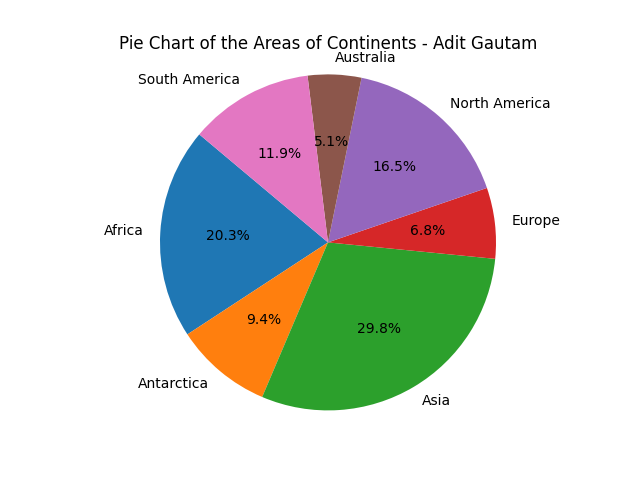 Pie Chart of the Areas of Continents - Adit Gautam
Australia
South America
North America
5.1%
11.9%
16.5%
Europe
Africa
20.3%
6.8%
9.4%
29.8%
Antarctica
Asia